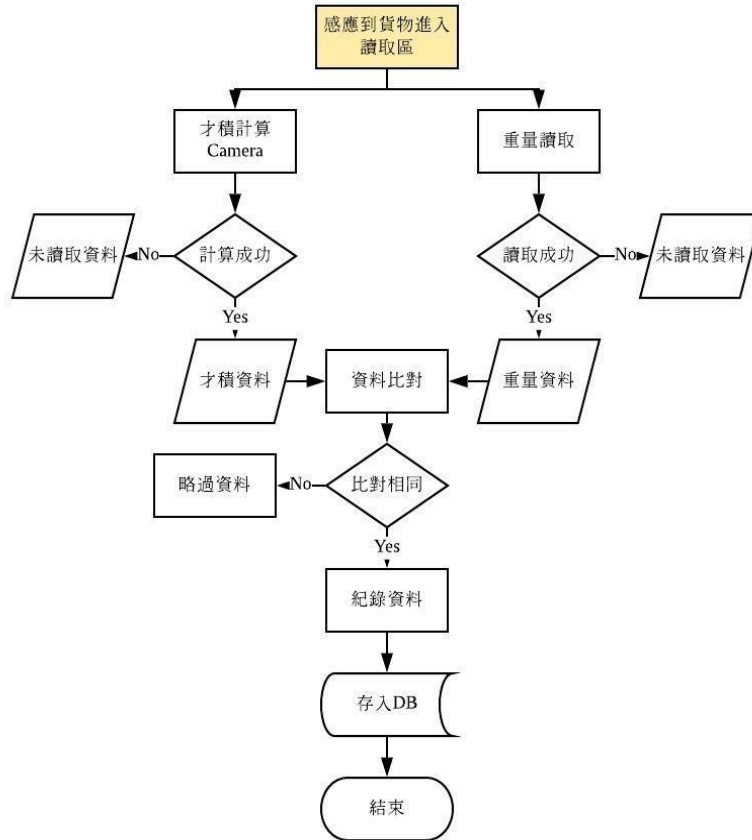 感應到貨物進入
讀取區
才積計算
Camera
重量讀取
未讀取資料
No
計算成功
讀取成功
No
未讀取資料
Yes
Yes
才積資料
資料比對
重量資料
略過資料
No
比對相同
Yes
紀錄資料
存入DB
結束